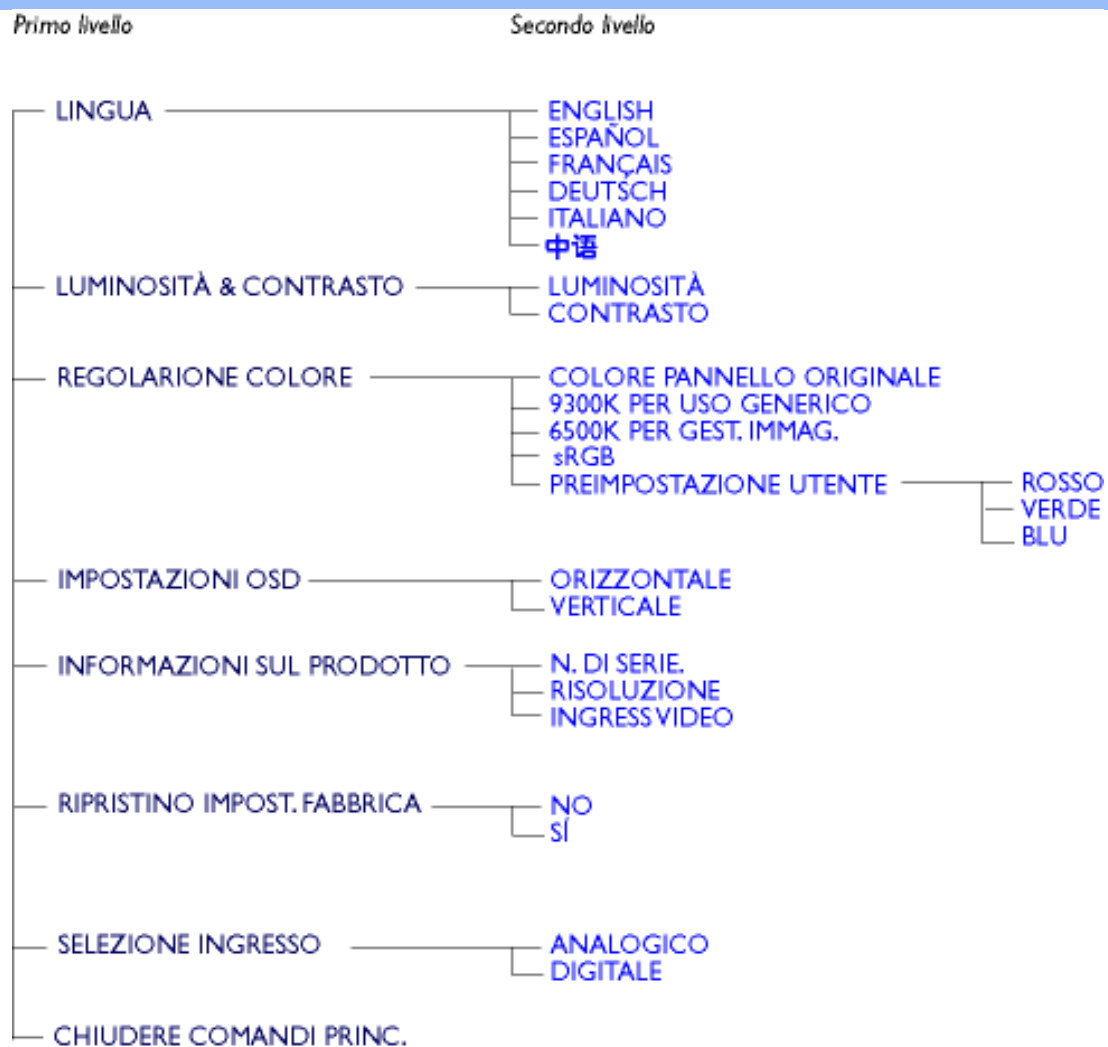 Primo livello
Secondo livello
LINGUA
ENGLISH
ESPAÑOL
FRANÇAIS
DEUTSCH
ITALIANO
中语
LUMINOSITÀ & CONTRASTO
LUMINOSITÀ
CONTRASTO
REGOLARIONE COLORE
COLORE PANNELLO ORIGINALE
9300K PER USO GENERICO
6500K PER GEST. IMMAG.
sRGB
PREIMPOSTAZIONE UTENTE
ROSSO
VERDE
BLU
IMPOSTAZIONI OSD
ORIZZONTALE
VERTICALE
INFORMAZIONI SUL PRODOTTO
N. DI SERIE.
RISOLUZIONE
INGRESS VIDEO
RIPRISTINO IMPOST. FABBRICA
NO
SÍ
SELEZIONE INGRESSO
ANALOGICO
DIGITALE
CHIUDERE COMANDI PRINC.